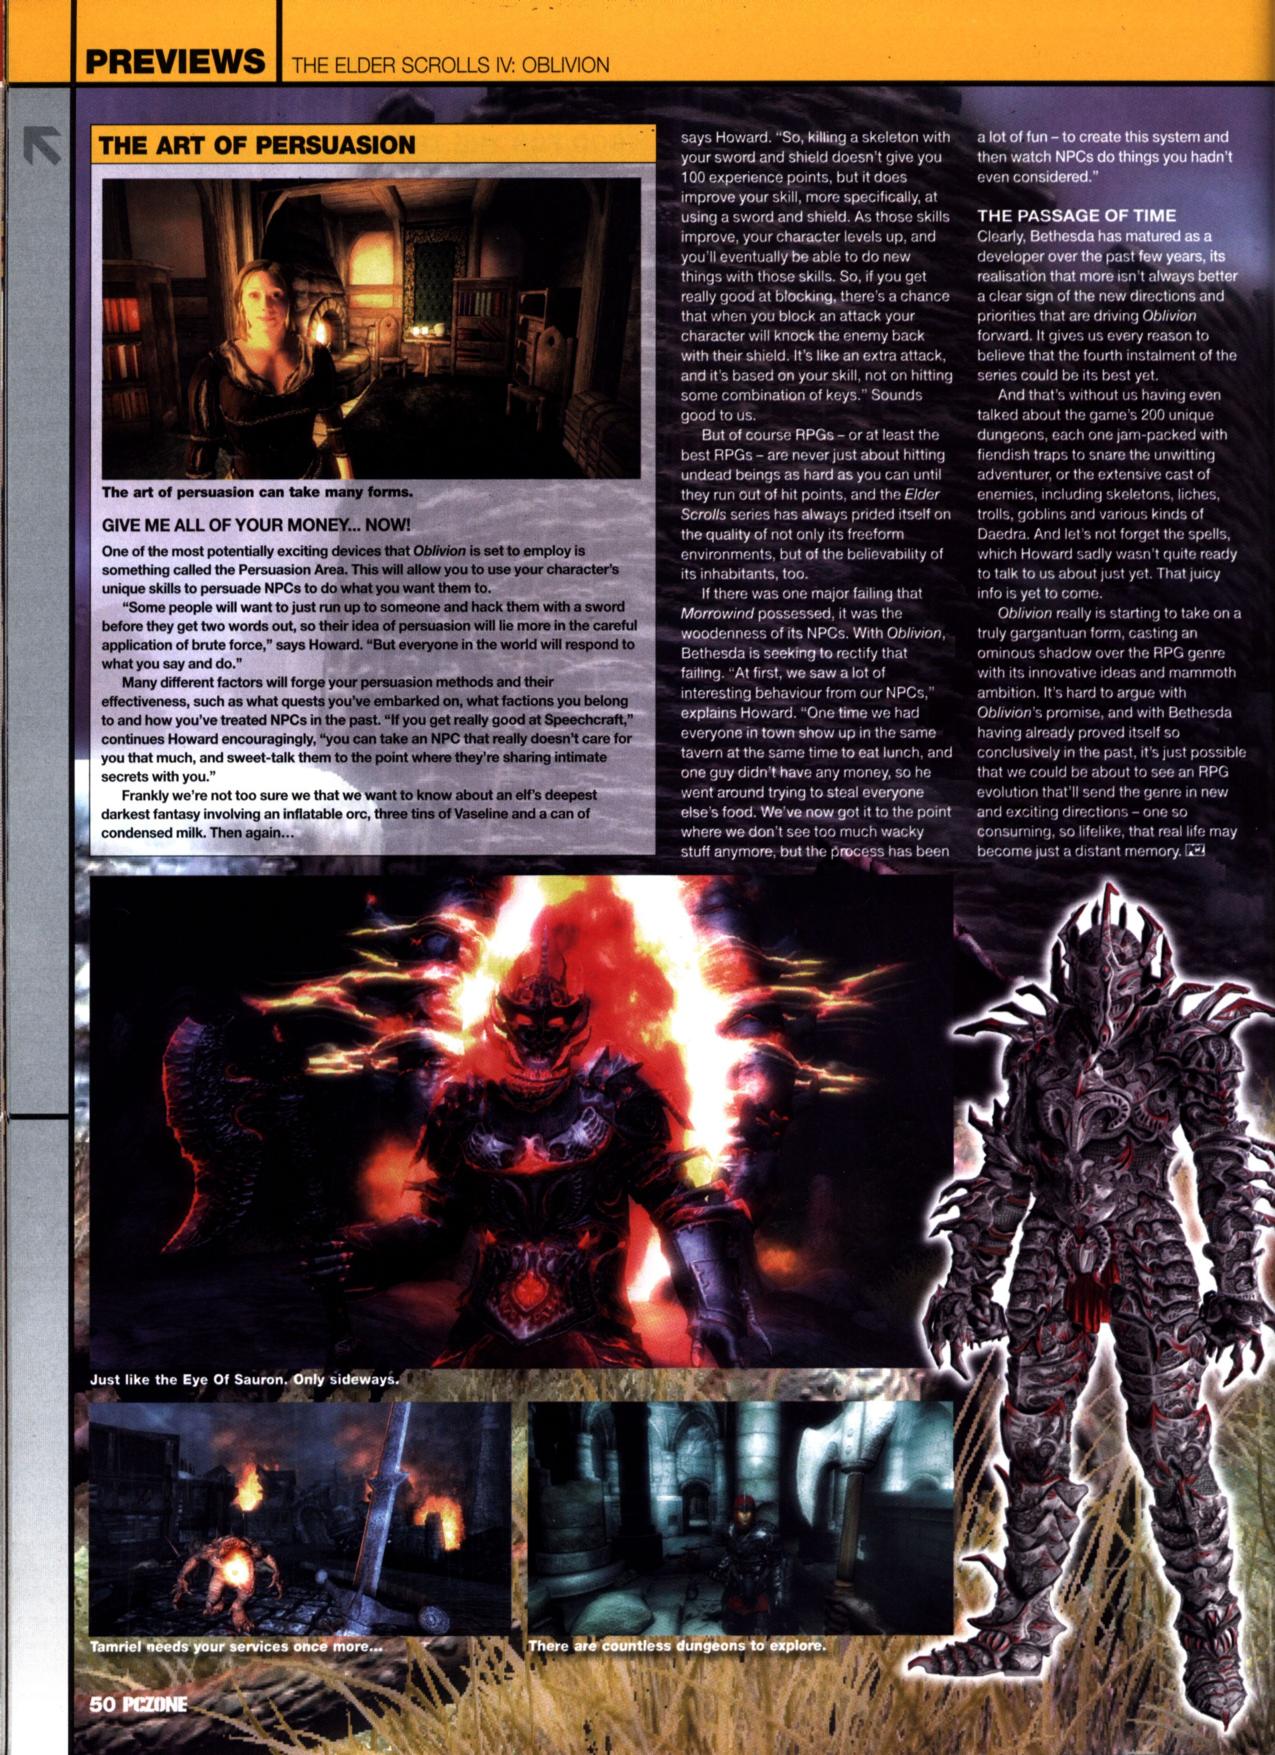 PREVIEWS
THE ELDER SCROLLS IV: OBLIVION
THE ART OF PERSUASION
The art of persuasion can take many forms.
GIVE ME ALL OF YOUR MONEY... NOW!
One of the most potentially exciting devices that Oblivion is set to employ is
something called the Persuasion Area. This will allow you to use your character's
unique skills to persuade NPCs to do what you want them to.
"Some people will want to just run up to someone and hack them with a sword
before they get two words out, so their idea of persuasion will lie more in the careful
application of brute force," says Howard. "But everyone in the world will respond to
what you say and do."
Many different factors will forge your persuasion methods and their
effectiveness, such as what quests you've embarked on, what factions you belong
to and how you've treated NPCs in the past. "If you get really good at Speechcraft,"
continues Howard encouragingly, "you can take an NPC that really doesn't care for
you that much, and sweet-talk them to the point where they're sharing intimate
secrets with you."
Frankly we're not too sure we that we want to know about an elf's deepest
darkest fantasy involving an inflatable orc, three tins of Vaseline and a can of
condensed milk. Then again...
says Howard. "So, killing a skeleton with
your sword and shield doesn't give you
100 experience points, but it does
improve your skill, more specifically, at
using a sword and shield. As those skills
improve, your character levels up, and
you'll eventually be able to do new
things with those skills. So, if you get
really good at blocking, there's a chance
that when you block an attack your
character will knock the enemy back
with their shield. It's like an extra attack,
and it's based on your skill, not on hitting
some combination of keys." Sounds
good to us.
But of course RPGs – or at least the
best RPGs – are never just about hitting
undead beings as hard as you can until
they run out of hit points, and the Elder
Scrolls series has always prided itself on
the quality of not only its freeform
environments, but of the believability of
its inhabitants, too.
If there was one major failing that
Morrowind possessed, it was the
woodenness of its NPCs. With Oblivion,
Bethesda is seeking to rectify that
failing. "At first, we saw a lot of
interesting behaviour from our NPCs,"
explains Howard. "One time we had
everyone in town show up in the same
tavern at the same time to eat lunch, and
one guy didn't have any money, so he
went around trying to steal everyone
else's food. We've now got it to the point
where we don't see too much wacky
stuff anymore, but the process has been
a lot of fun – to create this system and
then watch NPCs do things you hadn't
even considered."
THE PASSAGE OF TIME
Clearly, Bethesda has matured as a
developer over the past few years, its
realisation that more isn't always better
a clear sign of the new directions and
priorities that are driving Oblivion
forward. It gives us every reason to
believe that the fourth instalment of the
series could be its best yet.
And that's without us having even
talked about the game's 200 unique
dungeons, each one jam-packed with
fiendish traps to snare the unwitting
adventurer, or the extensive cast of
enemies, including skeletons, liches,
trolls, goblins and various kinds of
Daedra. And let's not forget the spells,
which Howard sadly wasn't quite ready
to talk to us about just yet. That juicy
info is yet to come.
Oblivion really is starting to take on a
truly gargantuan form, casting an
ominous shadow over the RPG genre
with its innovative ideas and mammoth
ambition. It's hard to argue with
Oblivion's promise, and with Bethesda
having already proved itself so
conclusively in the past, it's just possible
that we could be about to see an RPG
evolution that'll send the genre in new
and exciting directions – one so
consuming, so lifelike, that real life may
become just a distant memory. PCZ
Just like the Eye Of Sauron. Only sideways.
Tamriel needs your services once more...
There are countless dungeons to explore.
50 PCZONE